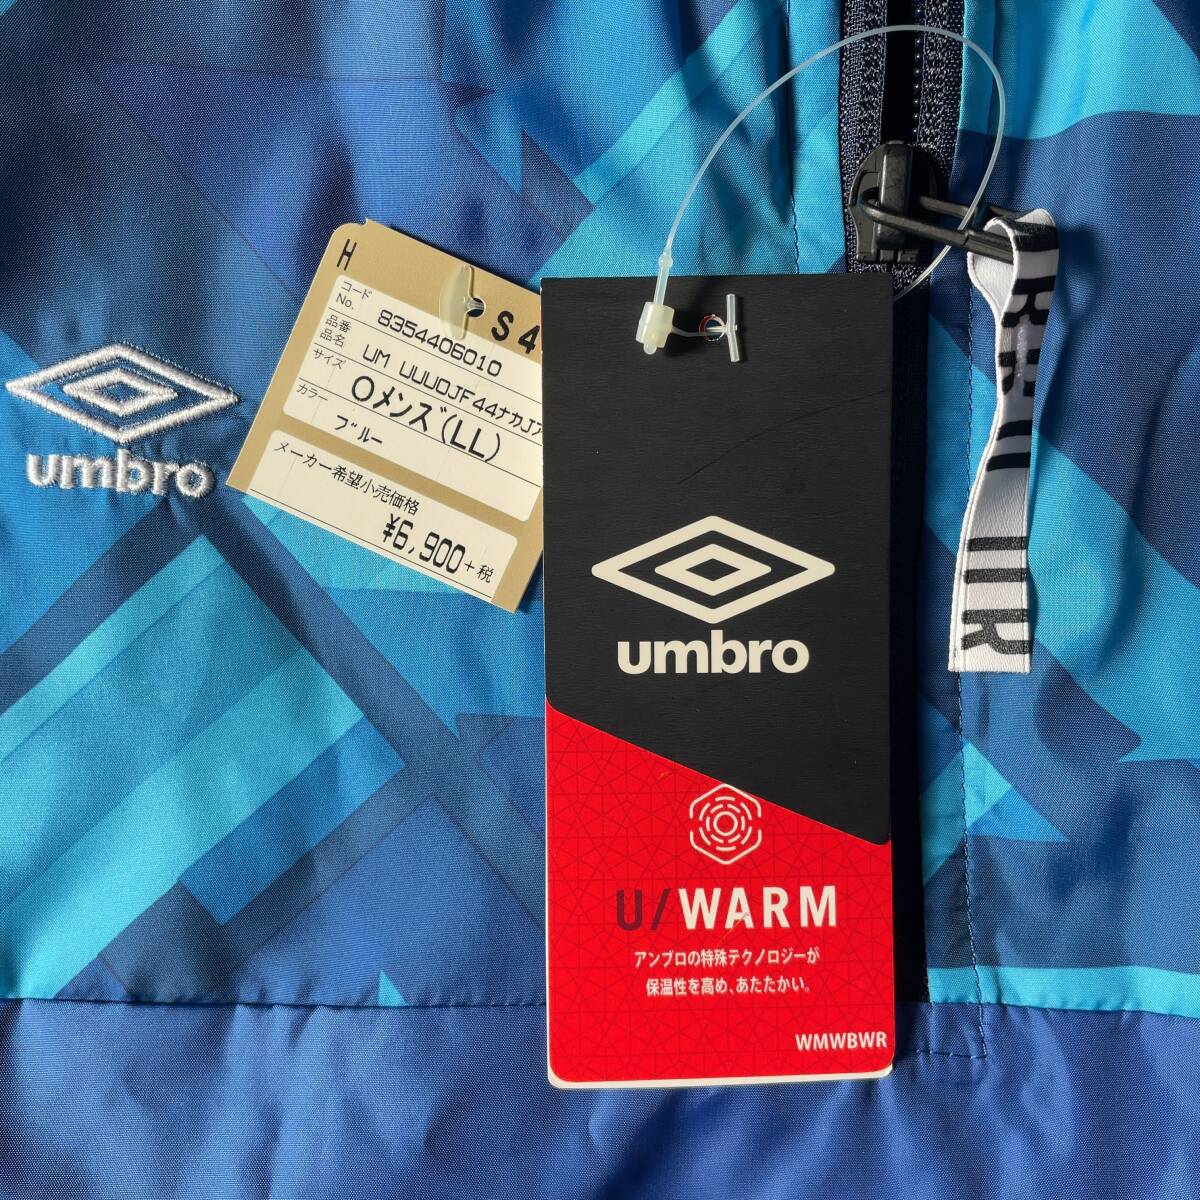 H
S 4
コード No. 8354406010
品番
品名 UM UUUOJF44ナカJア
サイズ Oメンズ(LL)
カラー ブルー
メーカー希望小売価格
¥6,900+税
umbro
umbro
U/WARM
アンブロの特殊テクノロジーが
保温性を高め、あたたかい。
WMWBWR